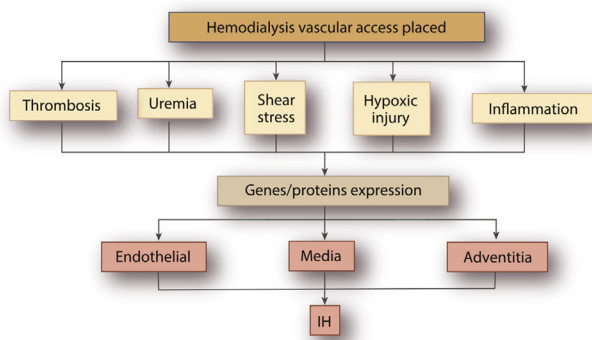 Hemodialysis vascular access placed
Thrombosis
Uremia
Shear
stress
Hypoxic
injury
Inflammation
Genes/proteins expression
Endothelial
Media
Adventitia
IH